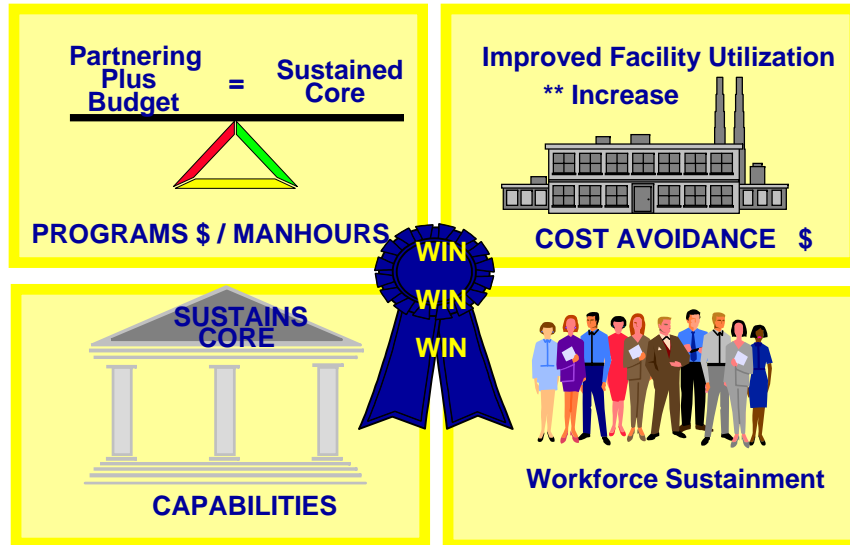 Partnering
Plus
Budget
=
Sustained
Core
PROGRAMS $ / MANHOURS
Improved Facility Utilization
** Increase
COST AVOIDANCE $
WIN
WIN
WIN
SUSTAINS
CORE
CAPABILITIES
Workforce Sustainment